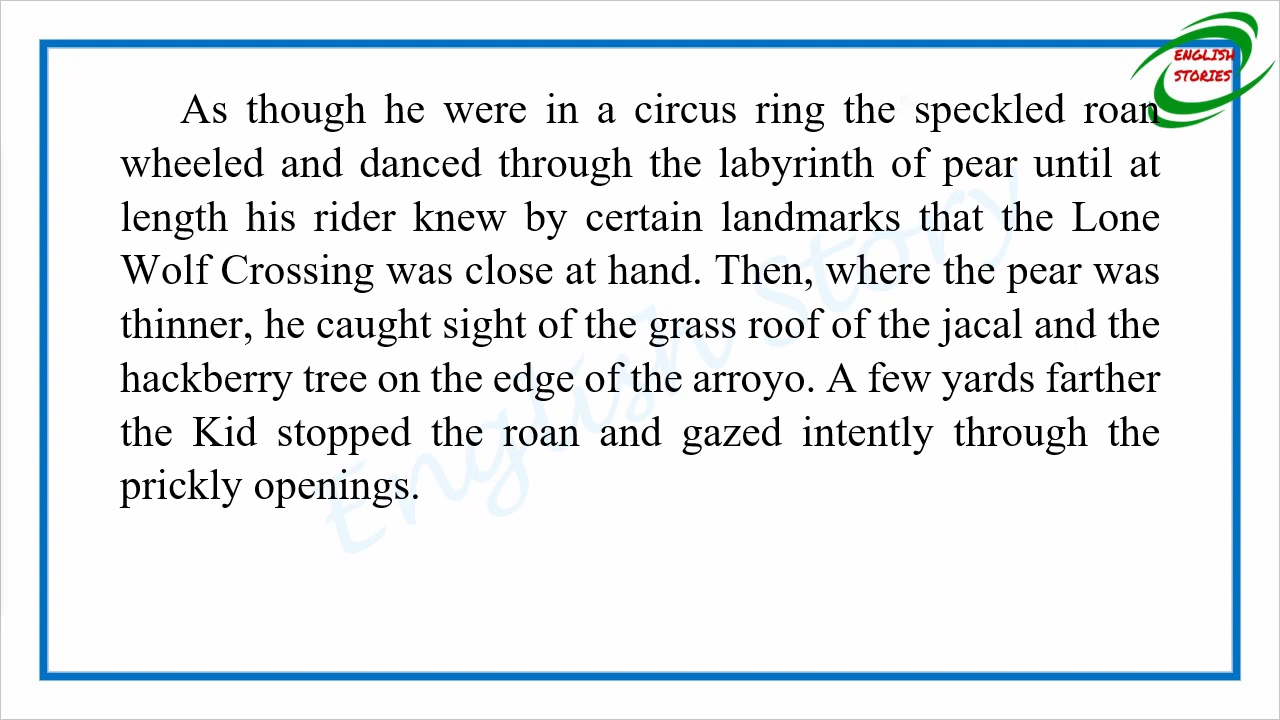 ENGLISH
STORIES
As though he were in a circus ring the speckled roan
wheeled and danced through the labyrinth of pear until at
length his rider knew by certain landmarks that the Lone
Wolf Crossing was close at hand. Then, where the pear was
thinner, he caught sight of the grass roof of the jacal and the
hackberry tree on the edge of the arroyo. A few yards farther
the Kid stopped the roan and gazed intently through the
prickly openings.
English Story